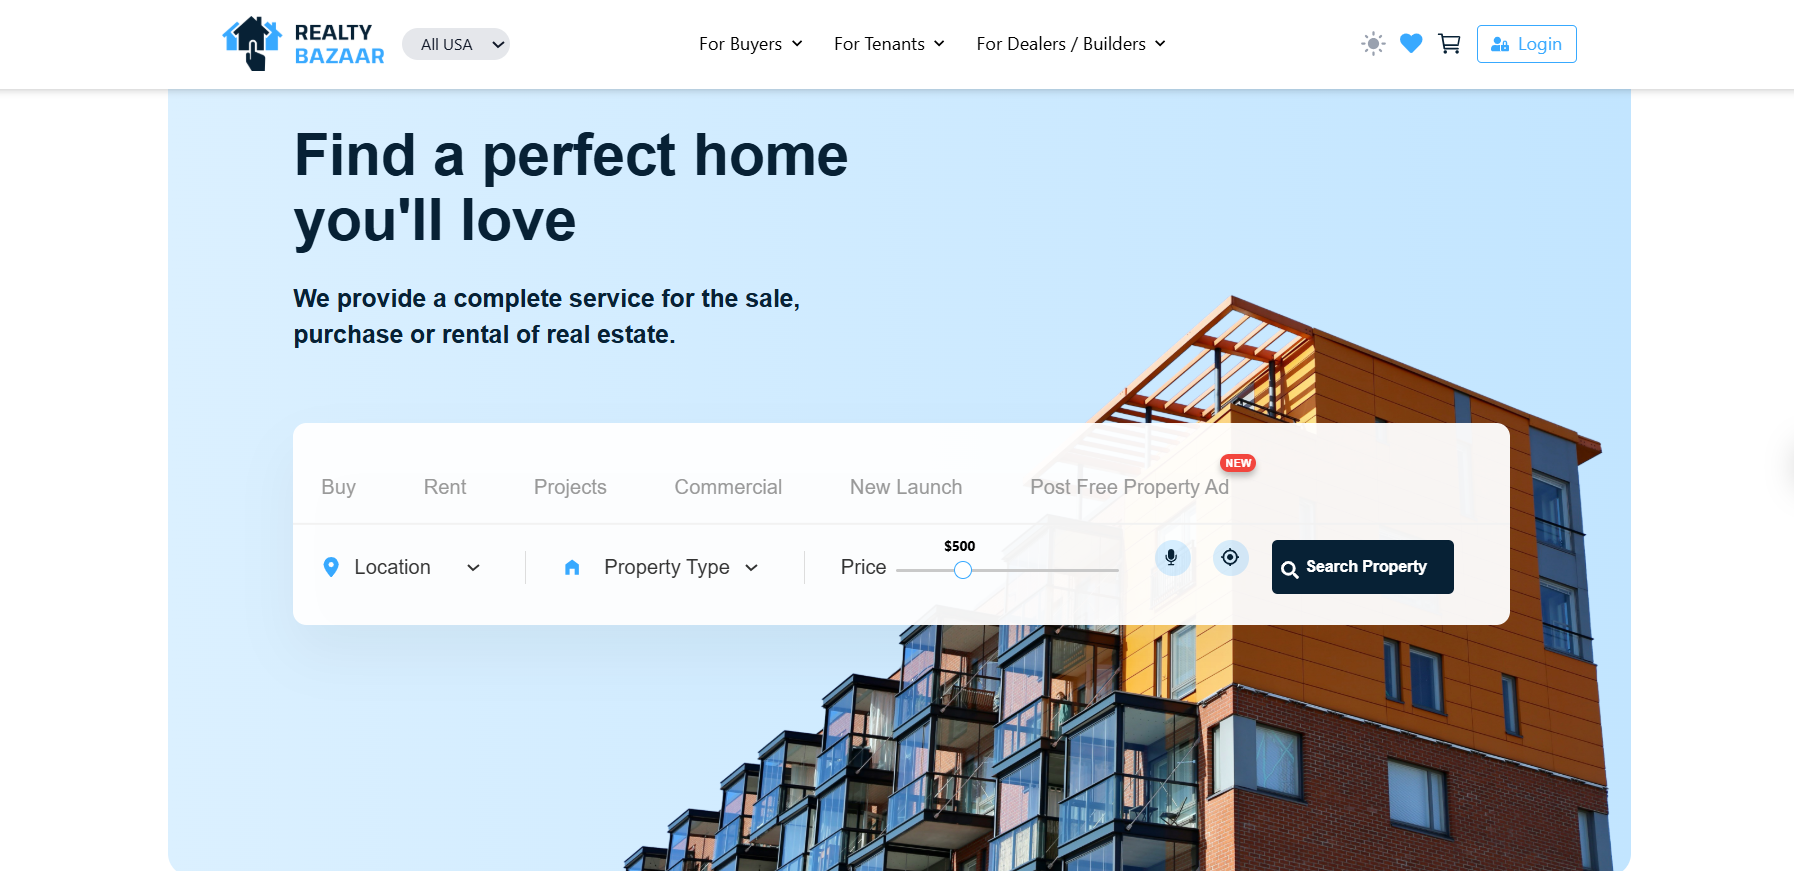 REALTY
BAZAAR
All USA
For Buyers
For Tenants
For Dealers / Builders
Login
Find a perfect home
you'll love
We provide a complete service for the sale,
purchase or rental of real estate.
NEW
Buy
Rent
Projects
Commercial
New Launch
Post Free Property Ad
$500
Location
Property Type
Price
Search Property